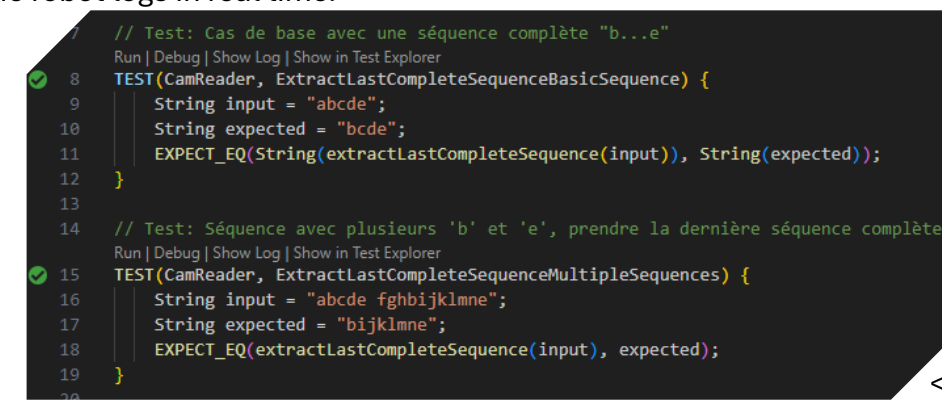 7 // Test: Cas de base avec une séquence complète "b...e"
Run | Debug | Show Log | Show in Test Explorer
8 TEST(CamReader, ExtractLastCompleteSequenceBasicSequence) {
9 String input = "abcde";
10 String expected = "bcde";
11 EXPECT_EQ(String(extractLastCompleteSequence(input)), String(expected));
12 }
13
14 // Test: Séquence avec plusieurs 'b' et 'e', prendre la dernière séquence complète
Run | Debug | Show Log | Show in Test Explorer
15 TEST(CamReader, ExtractLastCompleteSequenceMultipleSequences) {
16 String input = "abcde fghbijklmne";
17 String expected = "bijklmne";
18 EXPECT_EQ(extractLastCompleteSequence(input), expected);
19 }
<